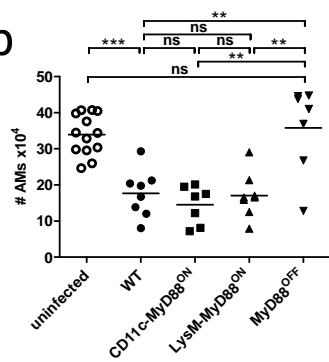 b
**
ns
*** ns ns **
**
ns
# AMs x10⁴
50
40
30
20
10
0
uninfected
WT
CD11c-MyD88ᴼᴺ
LysM-MyD88ᴼᴺ
MyD88ᴼᶠᶠ